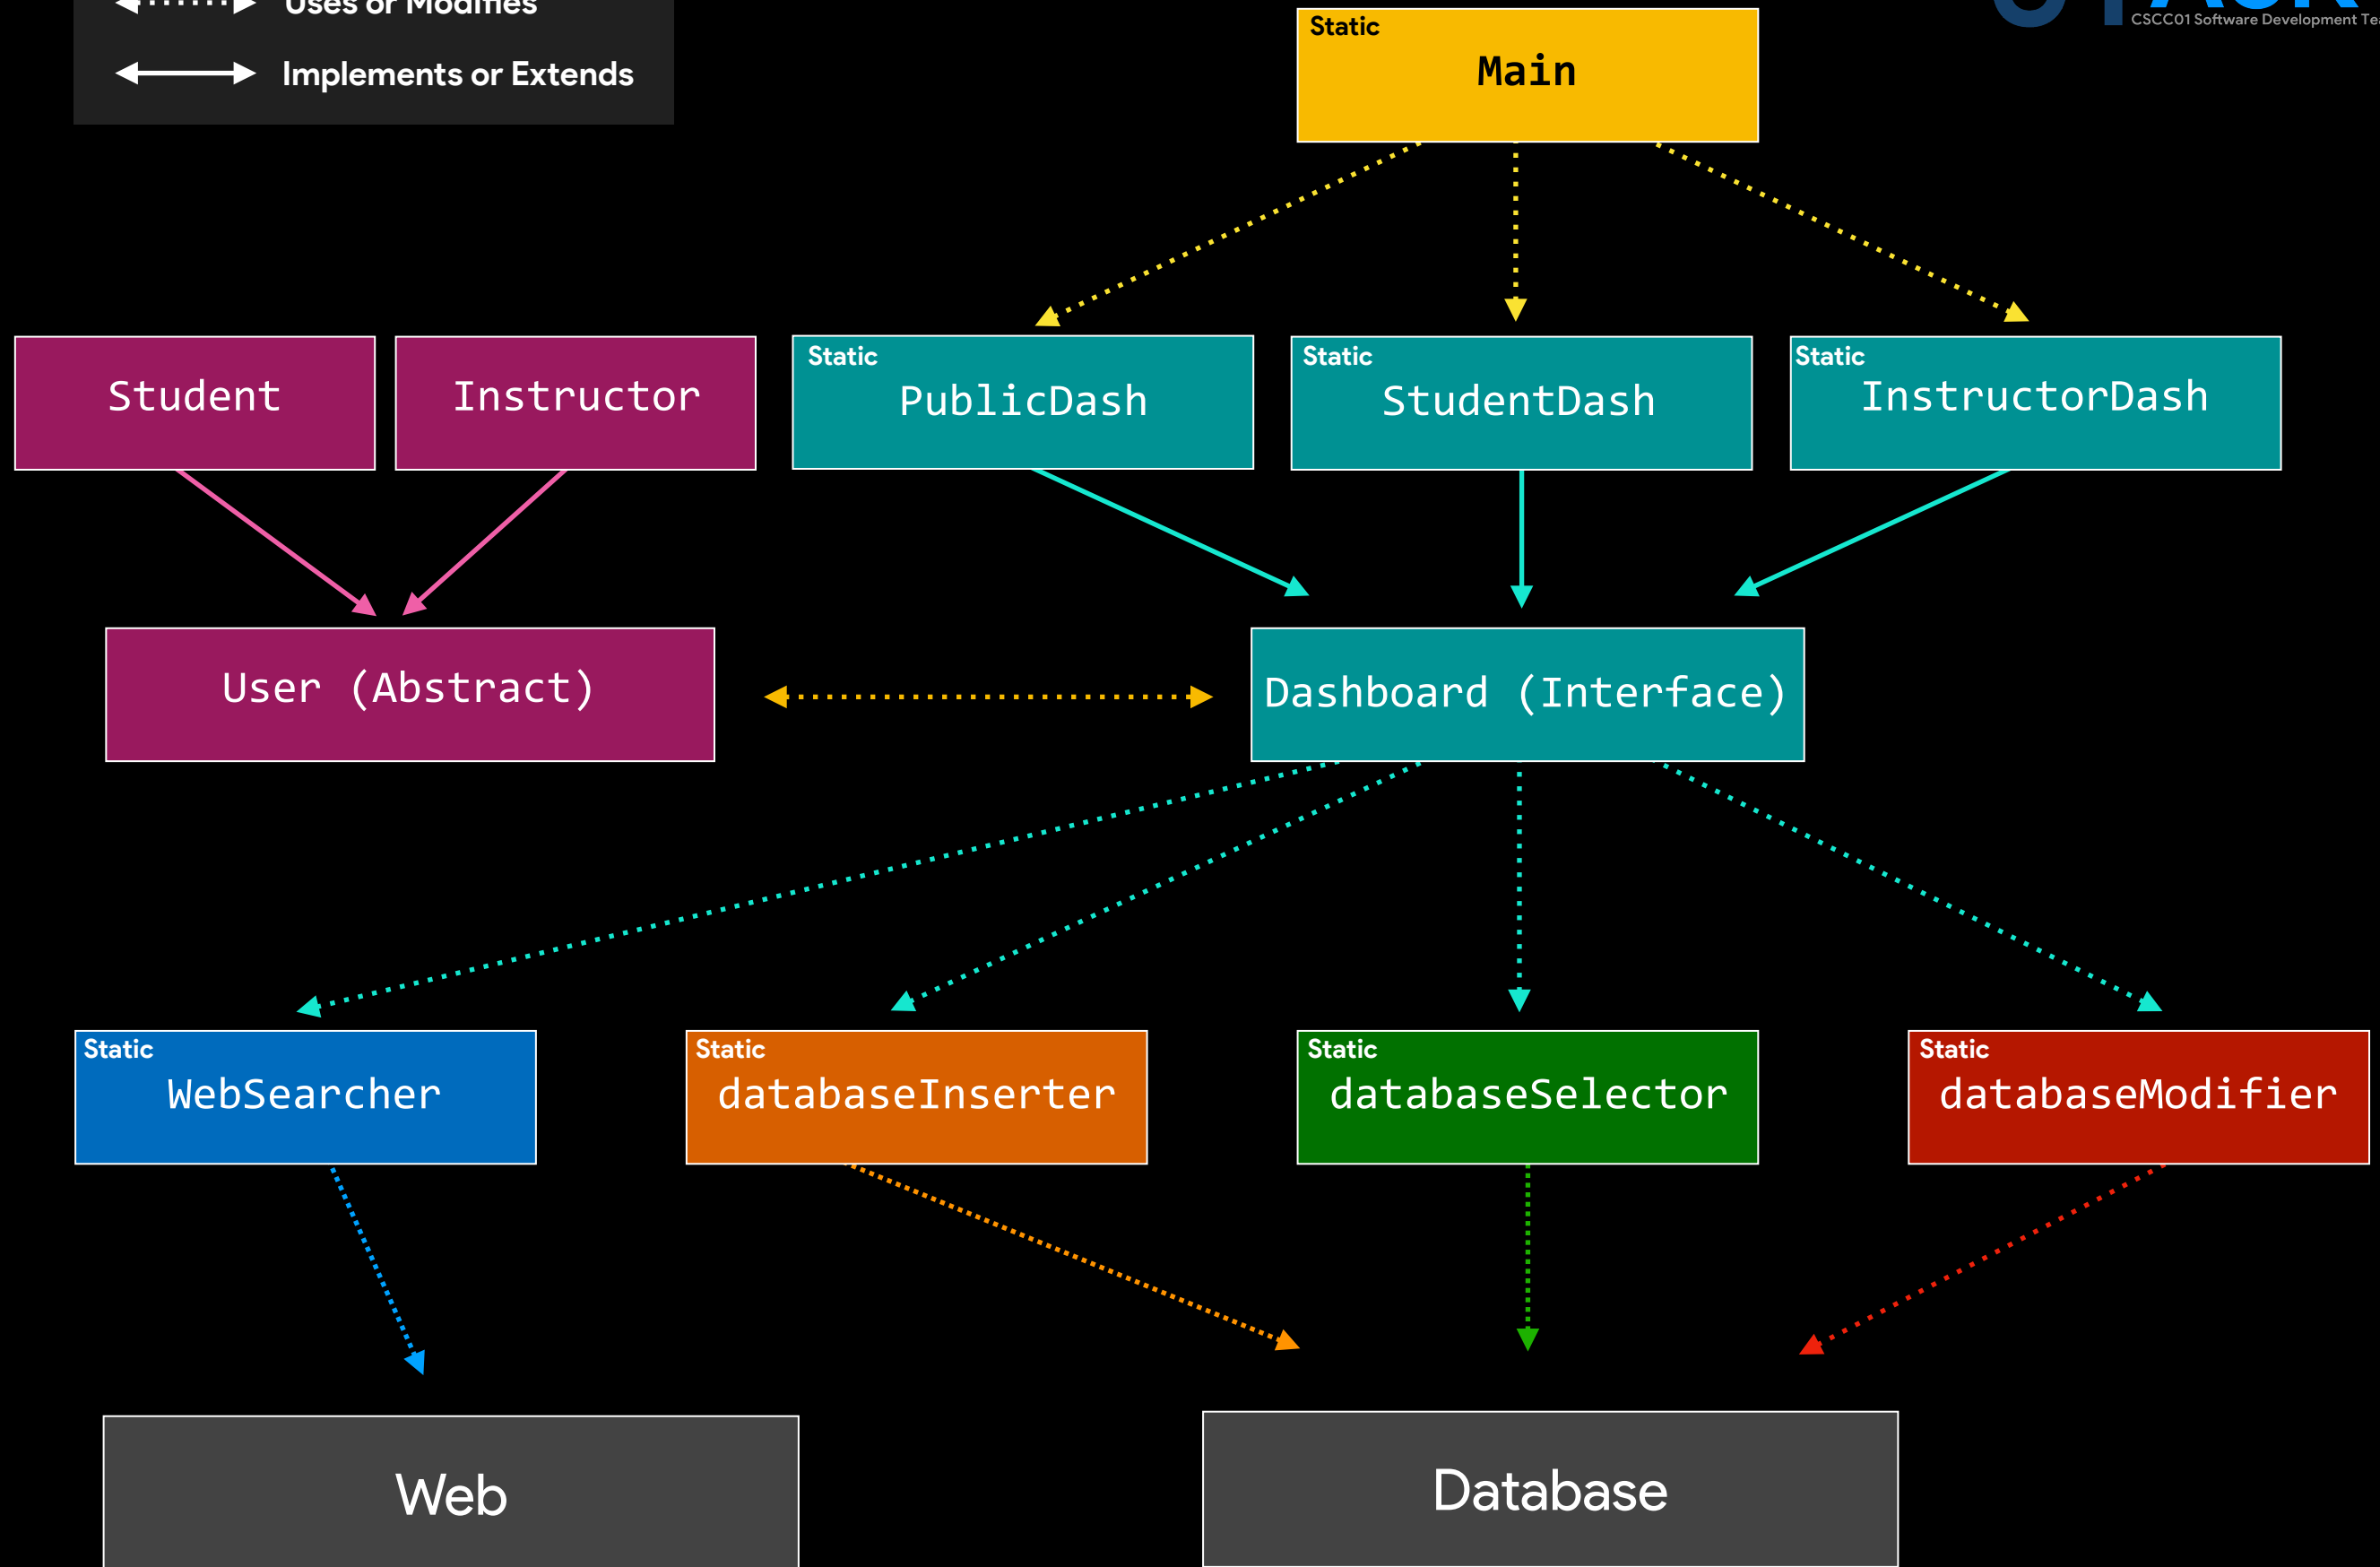 Uses or Modifies
Implements or Extends
CSCC01 Software Development
Static
Main
Student
Instructor
Static
PublicDash
Static
StudentDash
Static
InstructorDash
User (Abstract)
Dashboard (Interface)
Static
WebSearcher
Static
databaseInserter
Static
databaseSelector
Static
databaseModifier
Web
Database